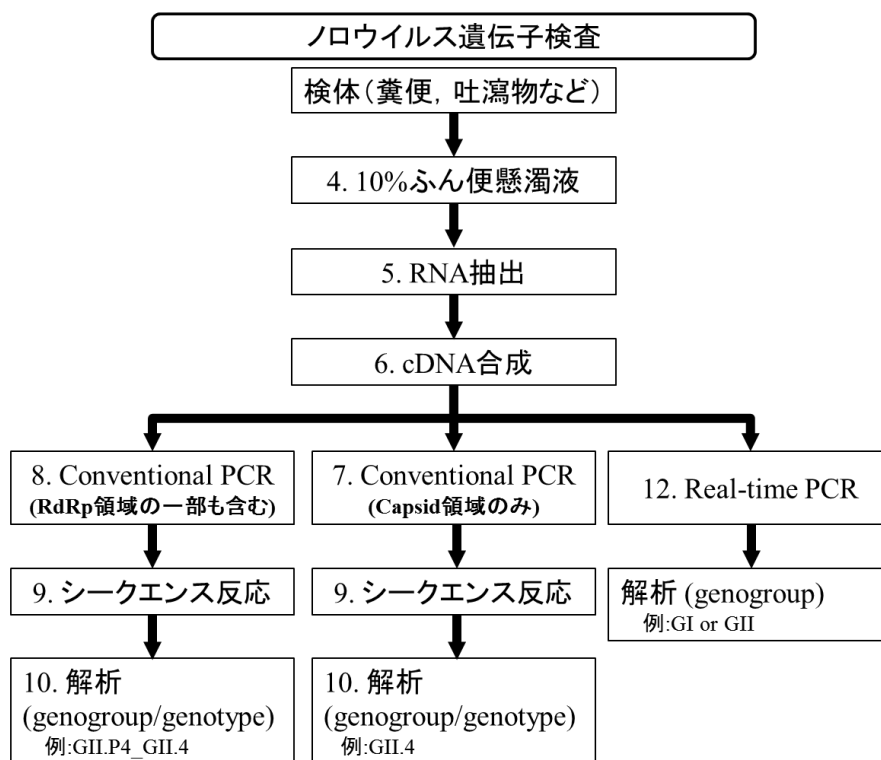 ノロウイルス遺伝子検査
検体(糞便, 吐瀉物など)
4. 10%ふん便懸濁液
5. RNA抽出
6. cDNA合成
8. Conventional PCR
(RdRp領域の一部も含む)
7. Conventional PCR
(Capsid領域のみ)
12. Real-time PCR
9. シークエンス反応
9. シークエンス反応
解析 (genogroup)
例:GI or GII
10. 解析
(genogroup/genotype)
例:GII.P4_GII.4
10. 解析
(genogroup/genotype)
例:GII.4